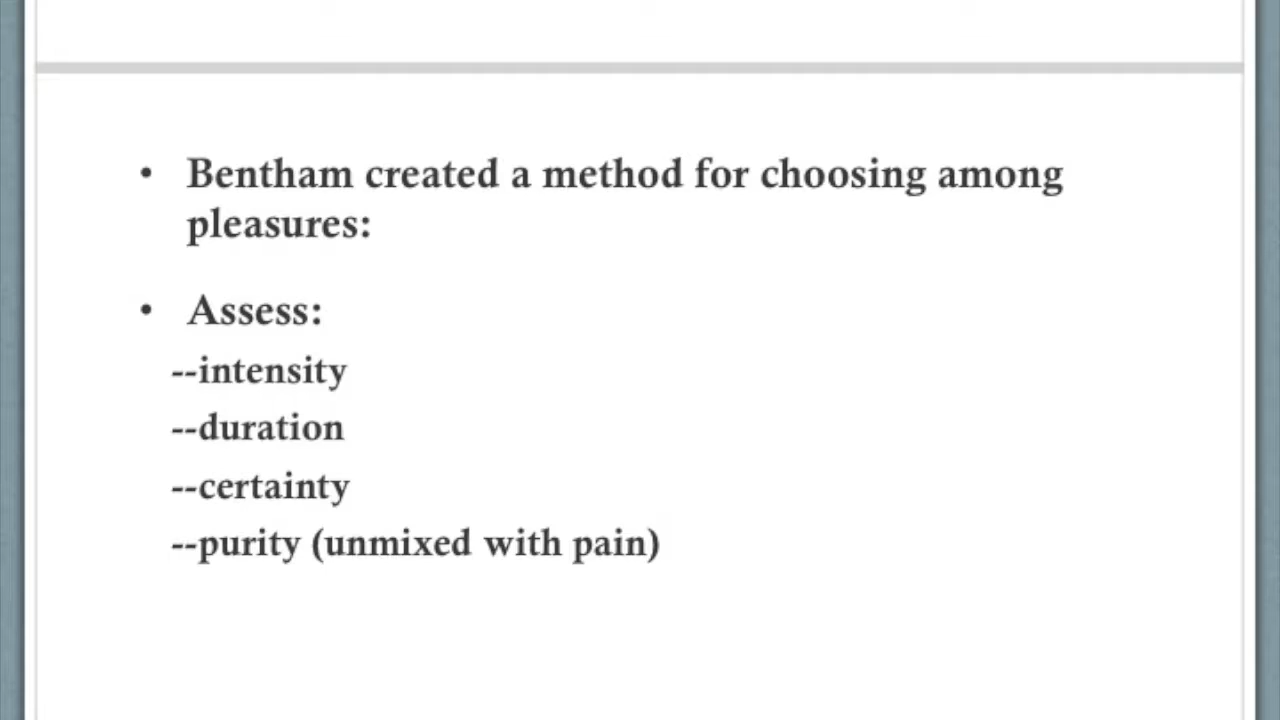 • Bentham created a method for choosing among
pleasures:
• Assess:
--intensity
--duration
--certainty
--purity (unmixed with pain)